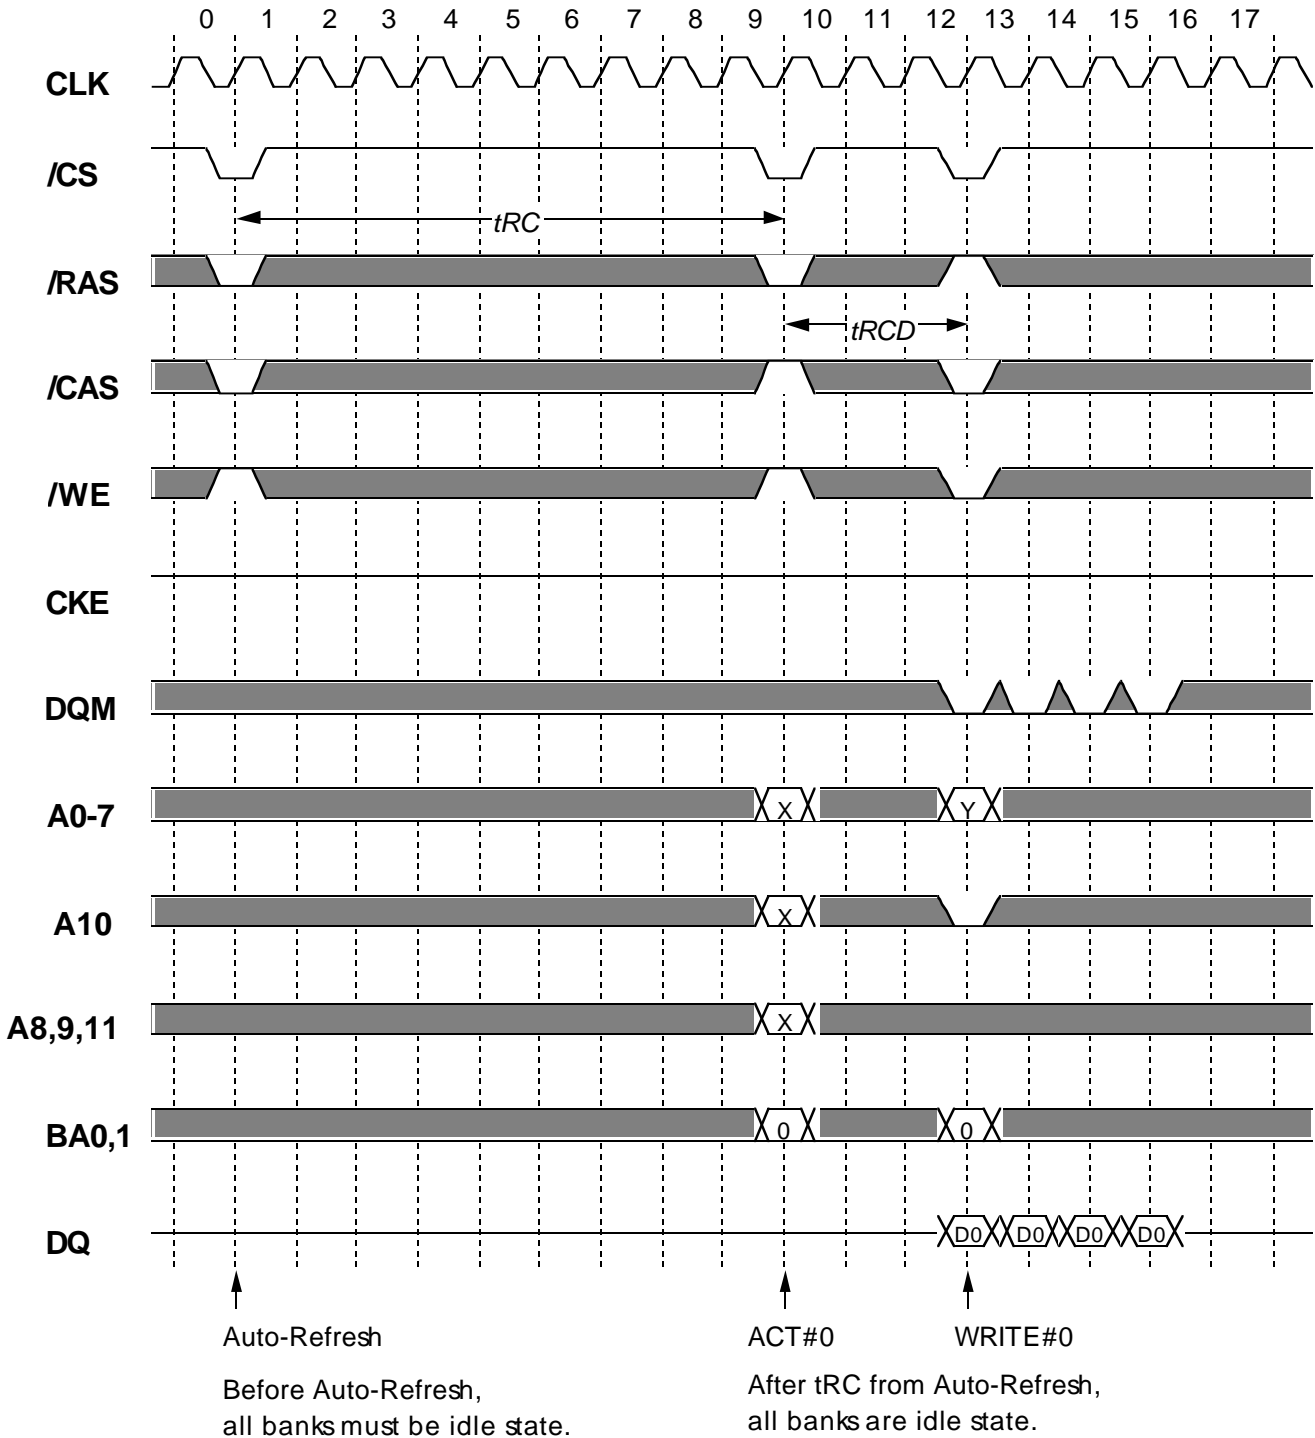 0 1 2 3 4 5 6 7 8 9 10 11 12 13 14 15 16 17
CLK
/CS
tRC
/RAS
tRCD
/CAS
/WE
CKE
DQM
A0-7 X Y
A10 X
A8,9,11 X
BA0,1 0 0
DQ D0 D0 D0 D0
Auto-Refresh ACT#0 WRITE#0
Before Auto-Refresh,
all banks must be idle state.
After tRC from Auto-Refresh,
all banks are idle state.